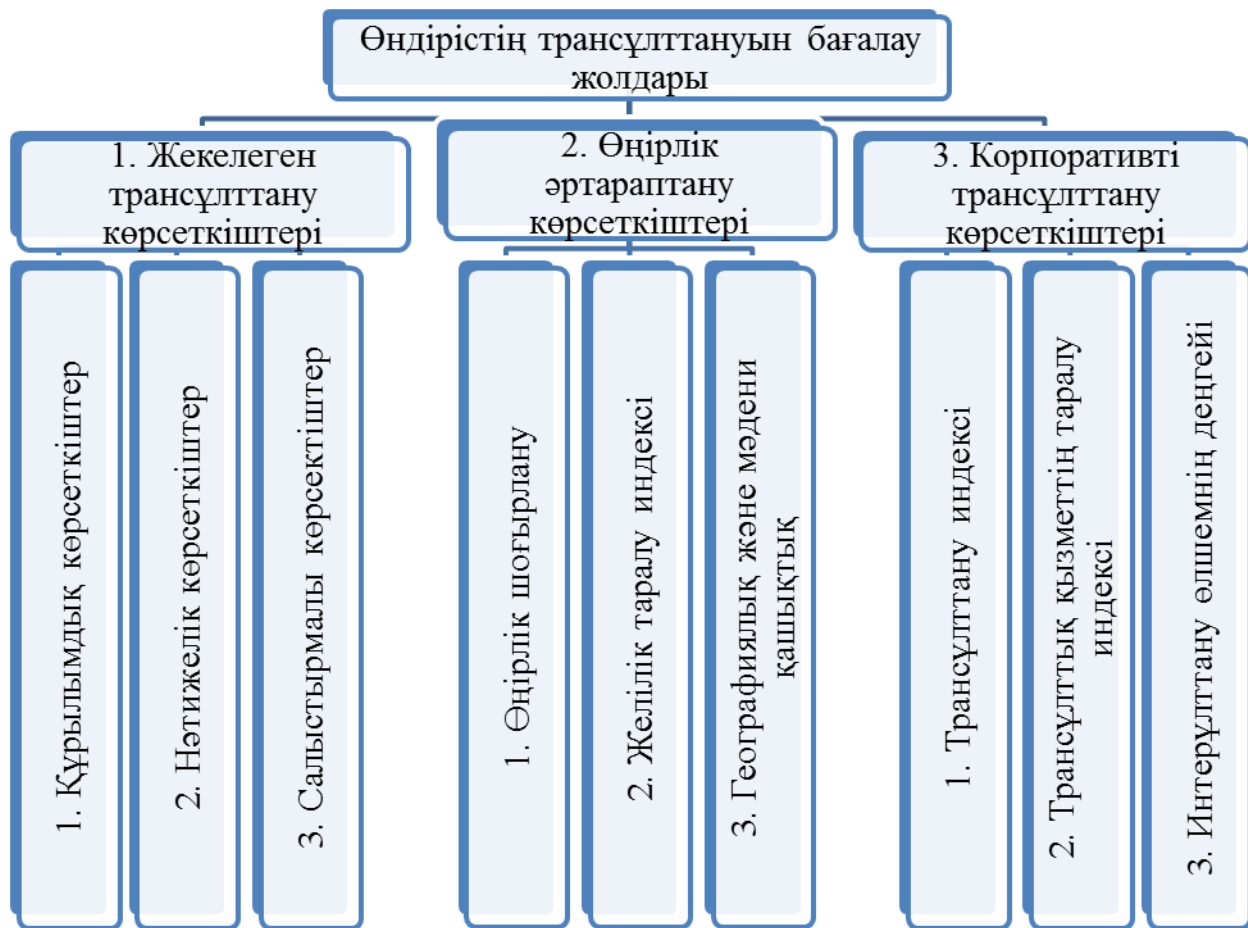 Өндірістің трансұлттануын бағалау
жолдары
1. Жекелеген
трансұлттану
көрсеткіштері
2. Өңірлік
әртараптану
көрсеткіштері
3. Корпоративті
трансұлттану
көрсеткіштері
1. Құрылымдық көрсеткіштер
2. Нәтижелік көрсеткіштер
3. Салыстырмалы көрсектіштер
1. Өңірлік шоғырлану
2. Желілік таралу индексі
3. Географиялық және мәдени
қашықтық
1. Трансұлттану индексі
2. Трансұлттық қызметтің таралу
индексі
3. Интерұлттану өлшемнің деңгейі